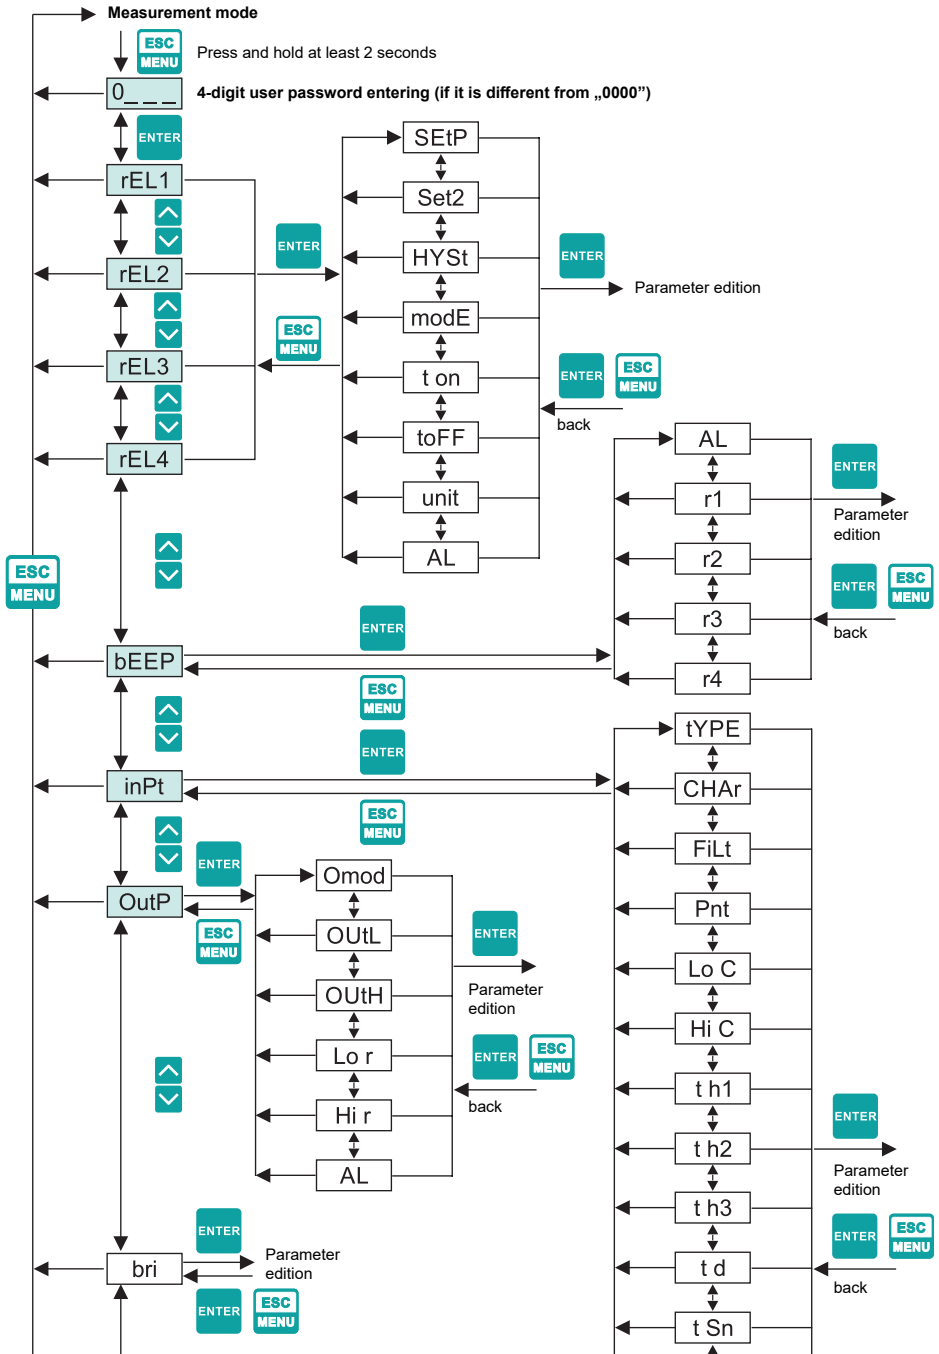 Measurement mode
ESC
MENU
Press and hold at least 2 seconds
0_ _ _
4-digit user password entering (if it is different from „0000”)
ENTER
rEL1
rEL2
rEL3
rEL4
ENTER
ESC
MENU
SEtP
Set2
HYSt
modE
t on
toFF
unit
AL
ENTER
Parameter edition
ENTER
ESC
MENU
back
AL
r1
r2
r3
r4
ENTER
Parameter
edition
ENTER
ESC
MENU
back
ESC
MENU
bEEP
ENTER
ESC
MENU
inPt
ENTER
ESC
MENU
tYPE
CHAr
FiLt
Pnt
Lo C
Hi C
t h1
t h2
t h3
t d
t Sn
ENTER
Parameter
edition
ENTER
ESC
MENU
back
OutP
ENTER
ESC
MENU
Omod
OUtL
OUtH
Lo r
Hi r
AL
ENTER
Parameter
edition
ENTER
ESC
MENU
back
bri
ENTER
Parameter
edition
ENTER
ESC
MENU